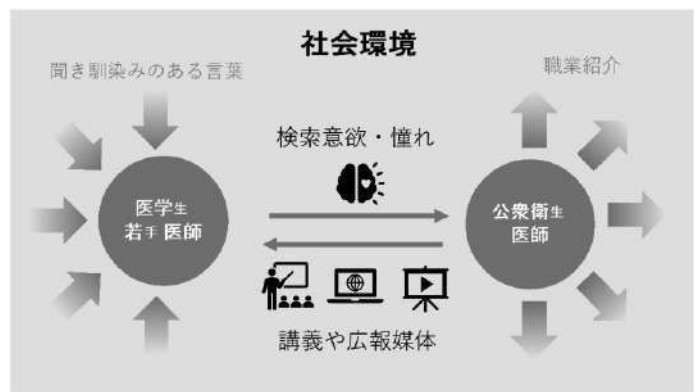 社会環境
聞き馴染みのある言葉
職業紹介
検索意欲・憧れ
医学生
若手 医師
公衆衛生
医師
講義や広報媒体